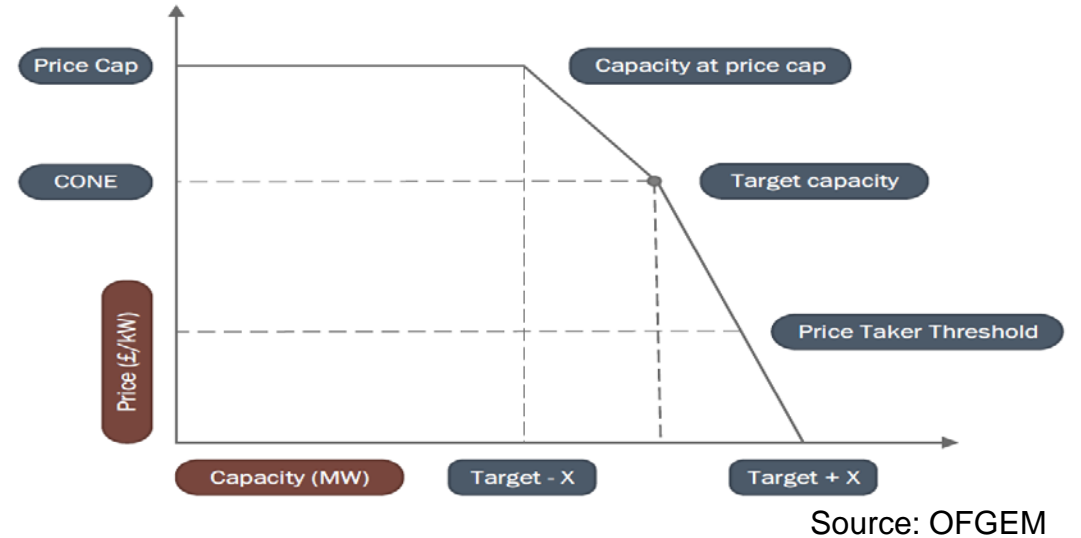 Price Cap
Capacity at price cap
CONE
Target capacity
Price (£/kW)
Price Taker Threshold
Capacity (MW)
Target - X
Target + X
Source: OFGEM